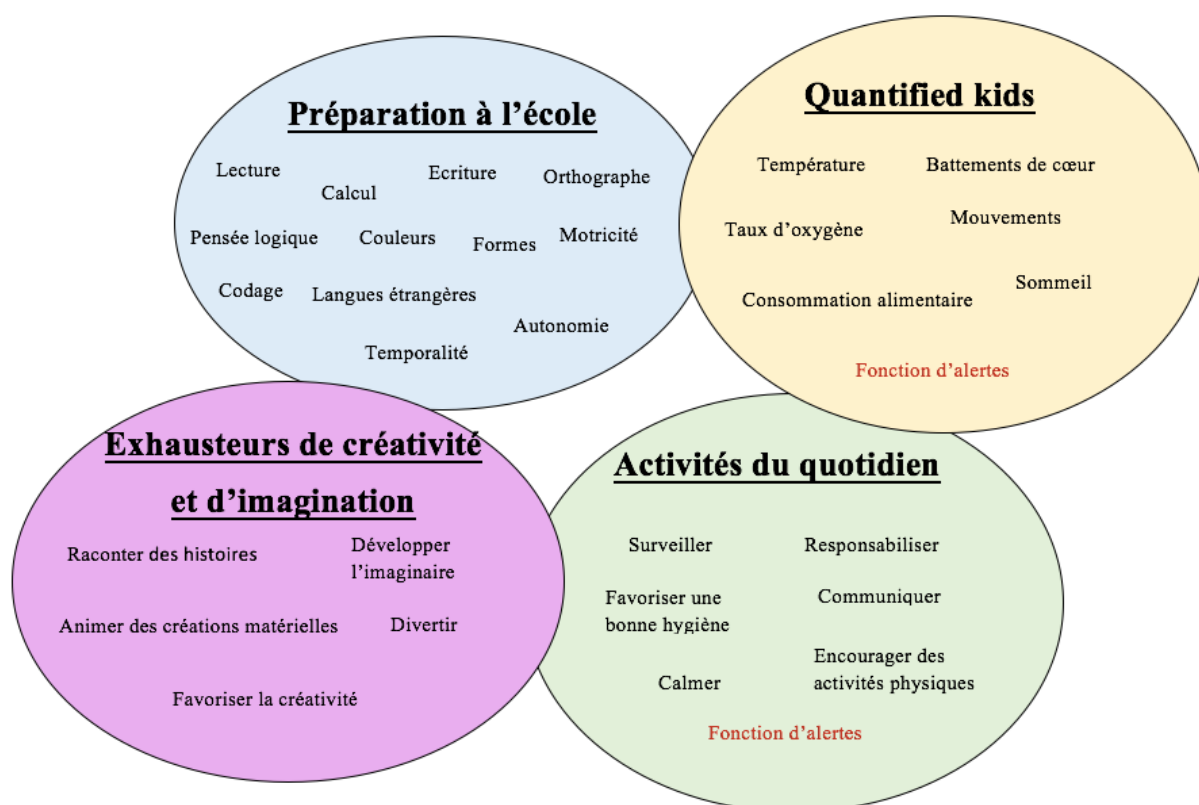 Préparation à l'école
Lecture
Ecriture
Orthographe
Calcul
Pensée logique
Couleurs
Formes
Motricité
Codage
Langues étrangères
Autonomie
Temporalité
Quantified kids
Température
Battements de cœur
Taux d'oxygène
Mouvements
Consommation alimentaire
Sommeil
Fonction d'alertes
Exhausteurs de créativité
et d'imagination
Raconter des histoires
Développer
l'imaginaire
Animer des créations matérielles
Divertir
Favoriser la créativité
Activités du quotidien
Surveiller
Responsabiliser
Favoriser une
bonne hygiène
Communiquer
Calmer
Encourager des
activités physiques
Fonction d'alertes